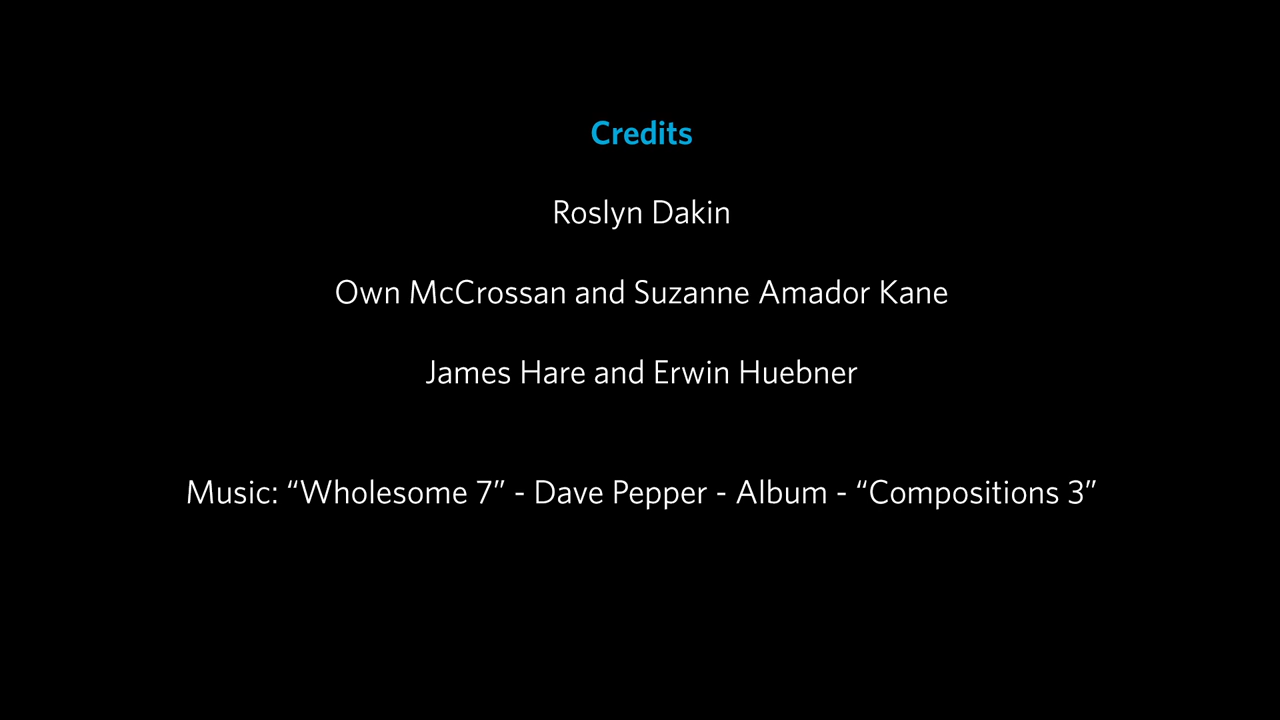 Credits
Roslyn Dakin
Own McCrossan and Suzanne Amador Kane
James Hare and Erwin Huebner
Music: “Wholesome 7” - Dave Pepper - Album - “Compositions 3”